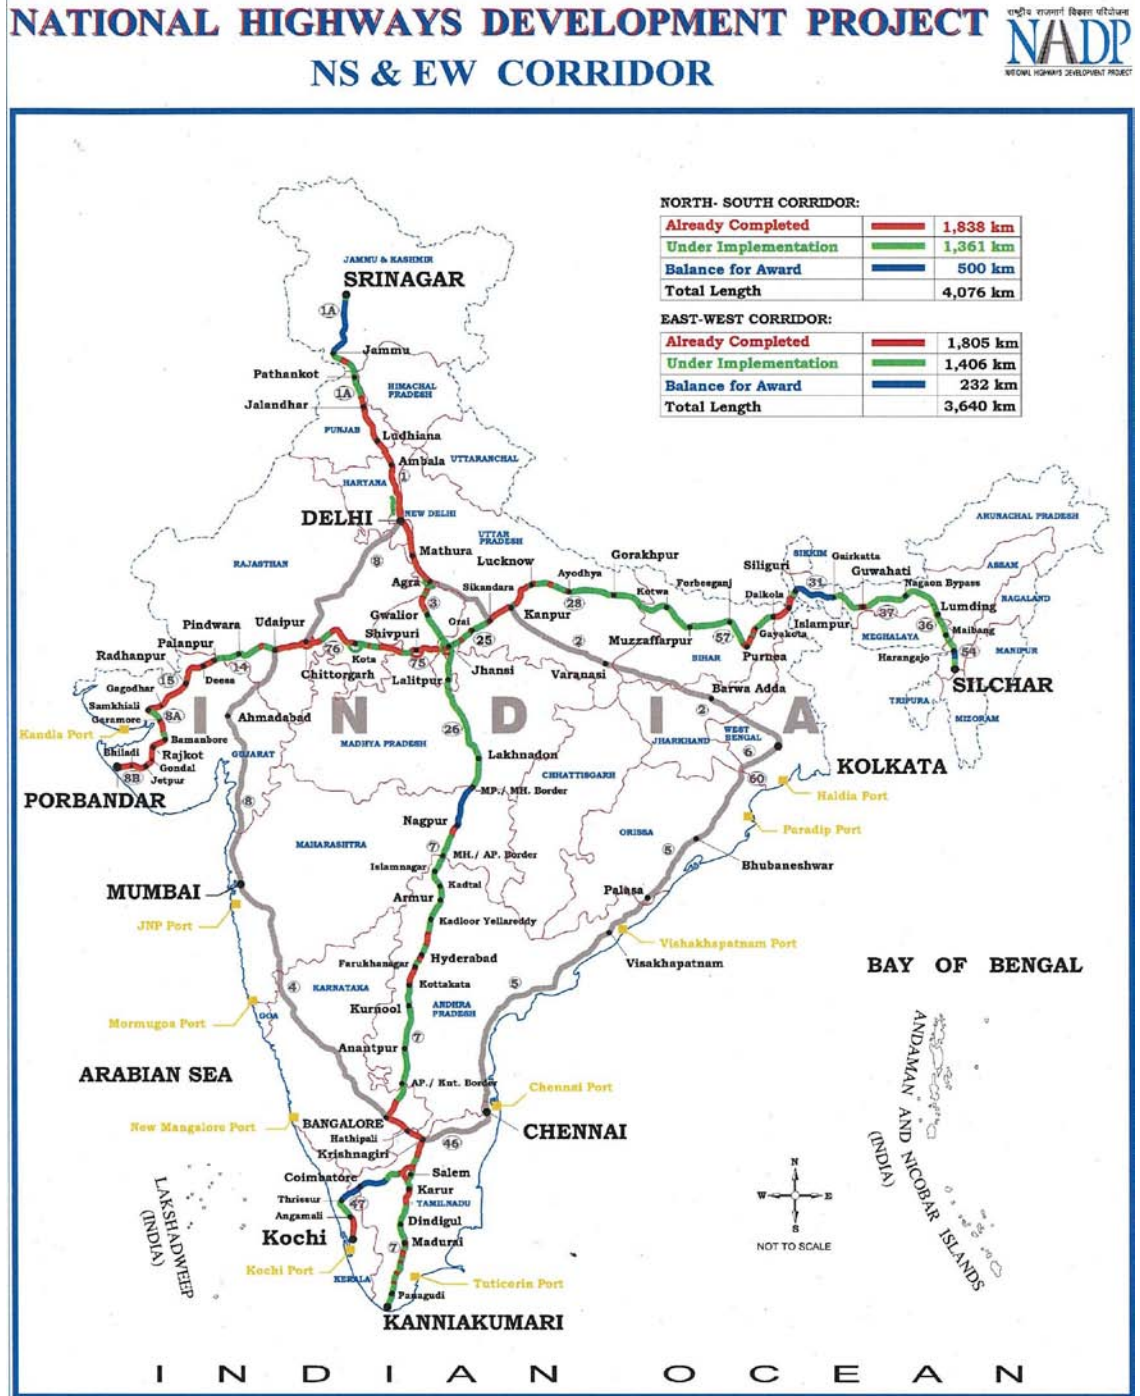 NATIONAL HIGHWAYS DEVELOPMENT PROJECT
NS & EW CORRIDOR
राष्ट्रीय राजमार्ग विकास परियोजना
NHDP
NATIONAL HIGHWAYS DEVELOPMENT PROJECT
NORTH- SOUTH CORRIDOR:
Already Completed 1,838 km
Under Implementation 1,361 km
Balance for Award 500 km
Total Length 4,076 km
EAST-WEST CORRIDOR:
Already Completed 1,805 km
Under Implementation 1,406 km
Balance for Award 232 km
Total Length 3,640 km
JAMMU & KASHMIR
SRINAGAR
1A
Jammu
Pathankot
1A
HIMACHAL
PRADESH
Jalandhar
PUNJAB
Ludhiana
Ambala
UTTARANCHAL
1
HARYANA
DELHI
NEW DELHI
UTTAR
PRADESH
ARUNACHAL PRADESH
RAJASTHAN
8
Mathura
Lucknow
Gorakhpur
Siliguri
SIKKIM
Gairkatta
ASSAM
Agra
Sikandara
Ayodhya
Forbesganj
31
Guwahati
Nagaon Bypass
3
28
Kotwa
Dalkola
NAGALAND
Gwalior
Orai
Kanpur
Islampur
37
Lumding
Pindwara
Udaipur
Shivpuri
25
2
Muzzaffarpur
57
Gayakota
MEGHALAYA
36
Maibang
Palanpur
76
Kota
75
Jhansi
BIHAR
Purnea
Harangajo
54
MANIPUR
Radhanpur
14
Chittorgarh
Lalitpur
Varanasi
SILCHAR
15
Deesa
Gagodhar
Barwa Adda
TRIPURA
MIZORAM
Samkhiali
8A
I N D I A
2
Garamore
Ahmadabad
26
WEST
BENGAL
Kandla Port
Bamanbore
MADHYA PRADESH
JHARKHAND
6
Bhiladi
Rajkot
GUJARAT
Lakhnadon
KOLKATA
Gondal
8B
Jetpur
CHHATTISGARH
60
PORBANDAR
MP./ MH. Border
Haldia Port
8
Nagpur
Paradip Port
ORISSA
MAHARASHTRA
7
MH./ AP. Border
5
Islamnagar
Bhubaneshwar
Kadtal
MUMBAI
Armur
Palasa
JNP Port
Kadloor Yellareddy
Vishakhapatnam Port
Hyderabad
Visakhapatnam
Farukhanagar
BAY OF BENGAL
Kottakata
KARNATAKA
4
5
Kurnool
ANDHRA
PRADESH
GOA
Mormugoa Port
7
Anantpur
ARABIAN SEA
AP./ Knt. Border
Chennai Port
New Mangalore Port
BANGALORE
CHENNAI
Hathipali
46
Krishnagiri
Coimbatore
Salem
Thrissur
47
Karur
TAMILNADU
Angamali
Dindigul
Kochi
Madurai
7
Kochi Port
KERALA
Tuticorin Port
Panagudi
KANNIAKUMARI
LAKSHADWEEP
(INDIA)
ANDAMAN AND NICOBAR ISLANDS
(INDIA)
N
W E
S
NOT TO SCALE
I N D I A N O C E A N